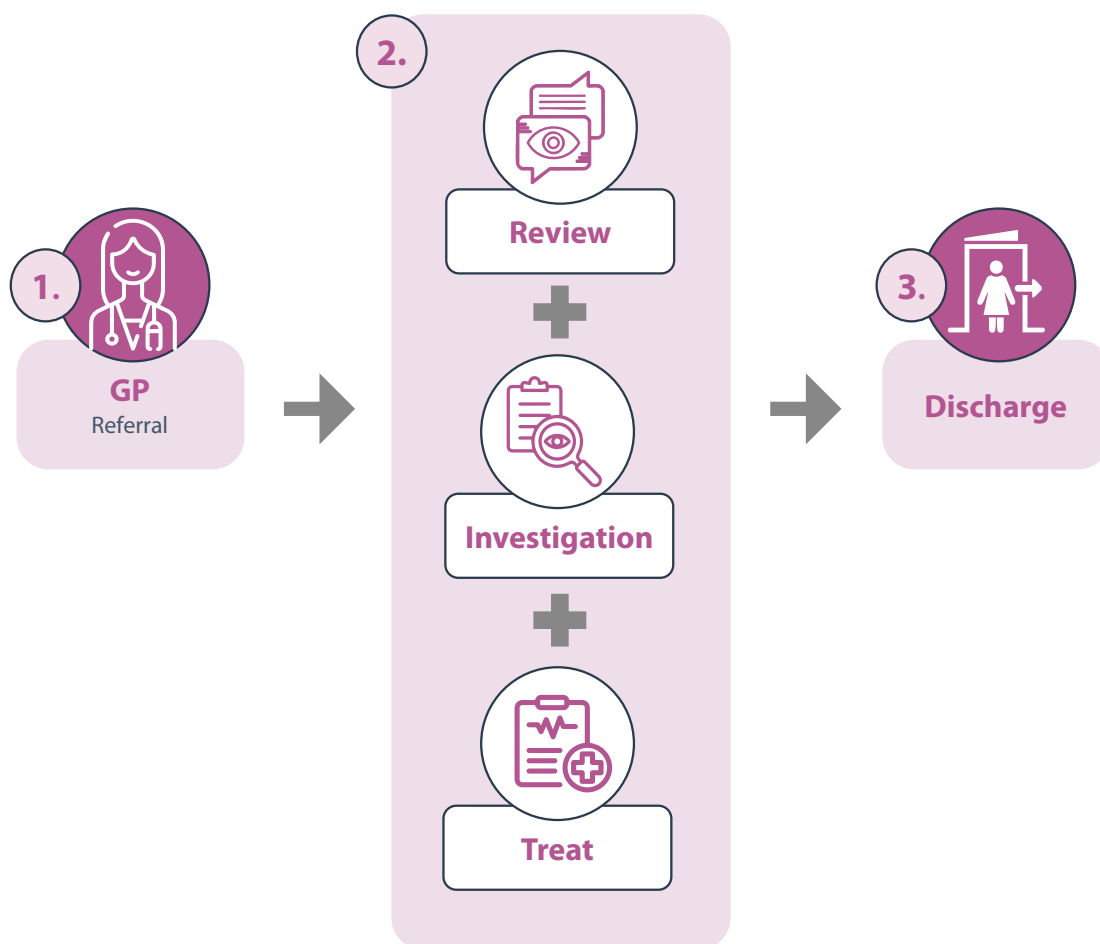 1.
GP
Referral
2.
Review
Investigation
Treat
3.
Discharge